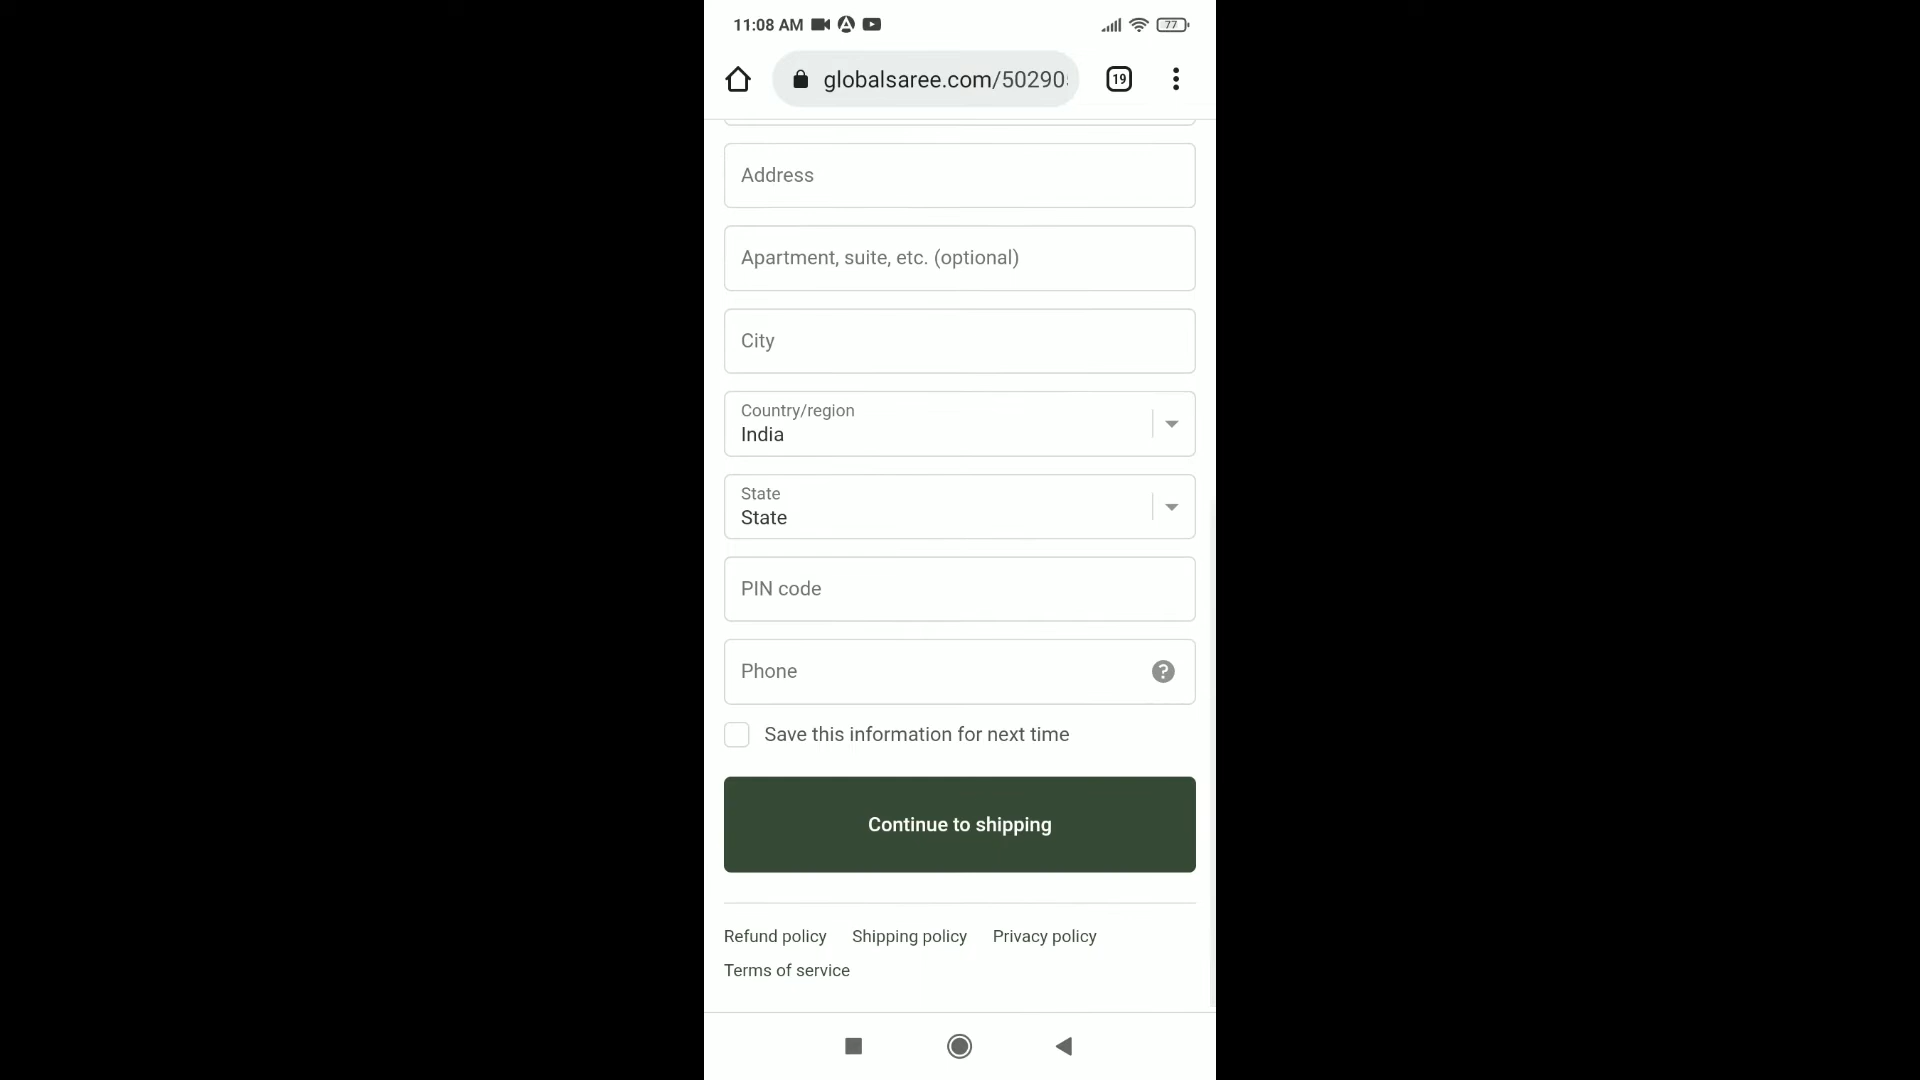 11:08 AM
77
globalsaree.com/50290
19
Address
Apartment, suite, etc. (optional)
City
Country/region
India
State
State
PIN code
Phone
?
Save this information for next time
Continue to shipping
Refund policy Shipping policy Privacy policy
Terms of service